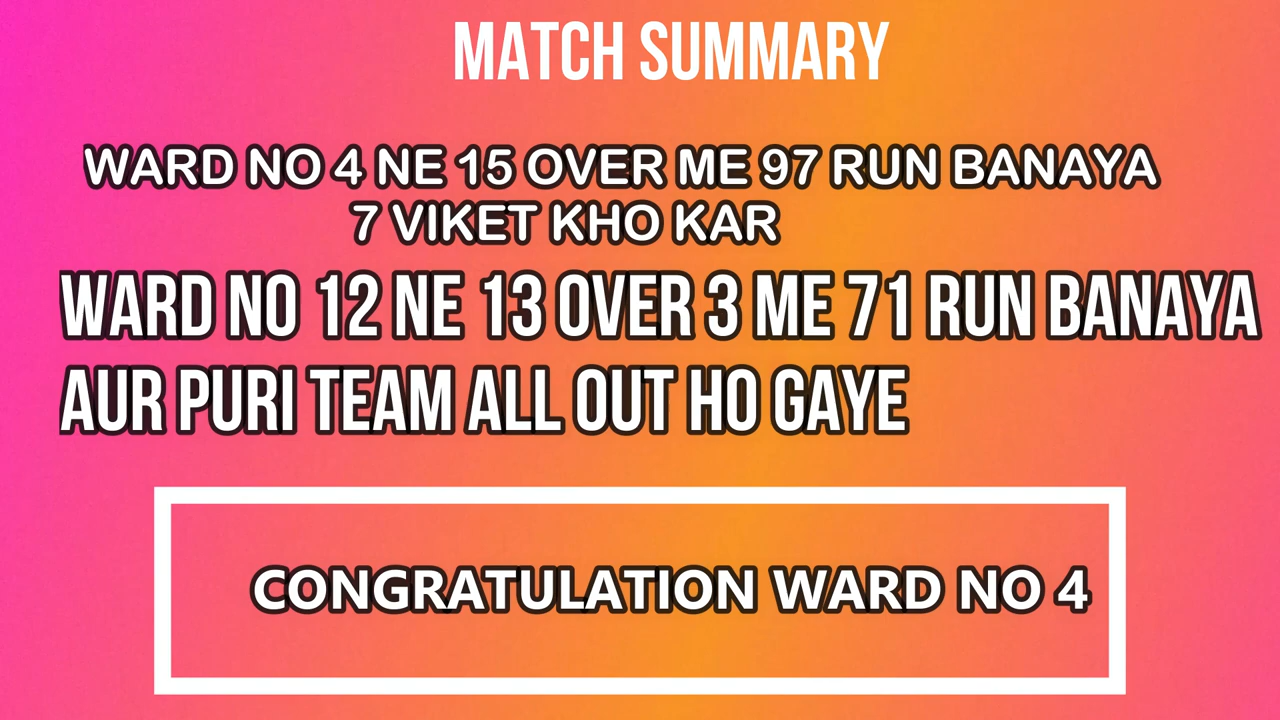 MATCH SUMMARY
WARD NO 4 NE 15 OVER ME 97 RUN BANAYA
7 VIKET KHO KAR
WARD NO 12 NE 13 OVER 3 ME 71 RUN BANAYA
AUR PURI TEAM ALL OUT HO GAYE
CONGRATULATION WARD NO 4